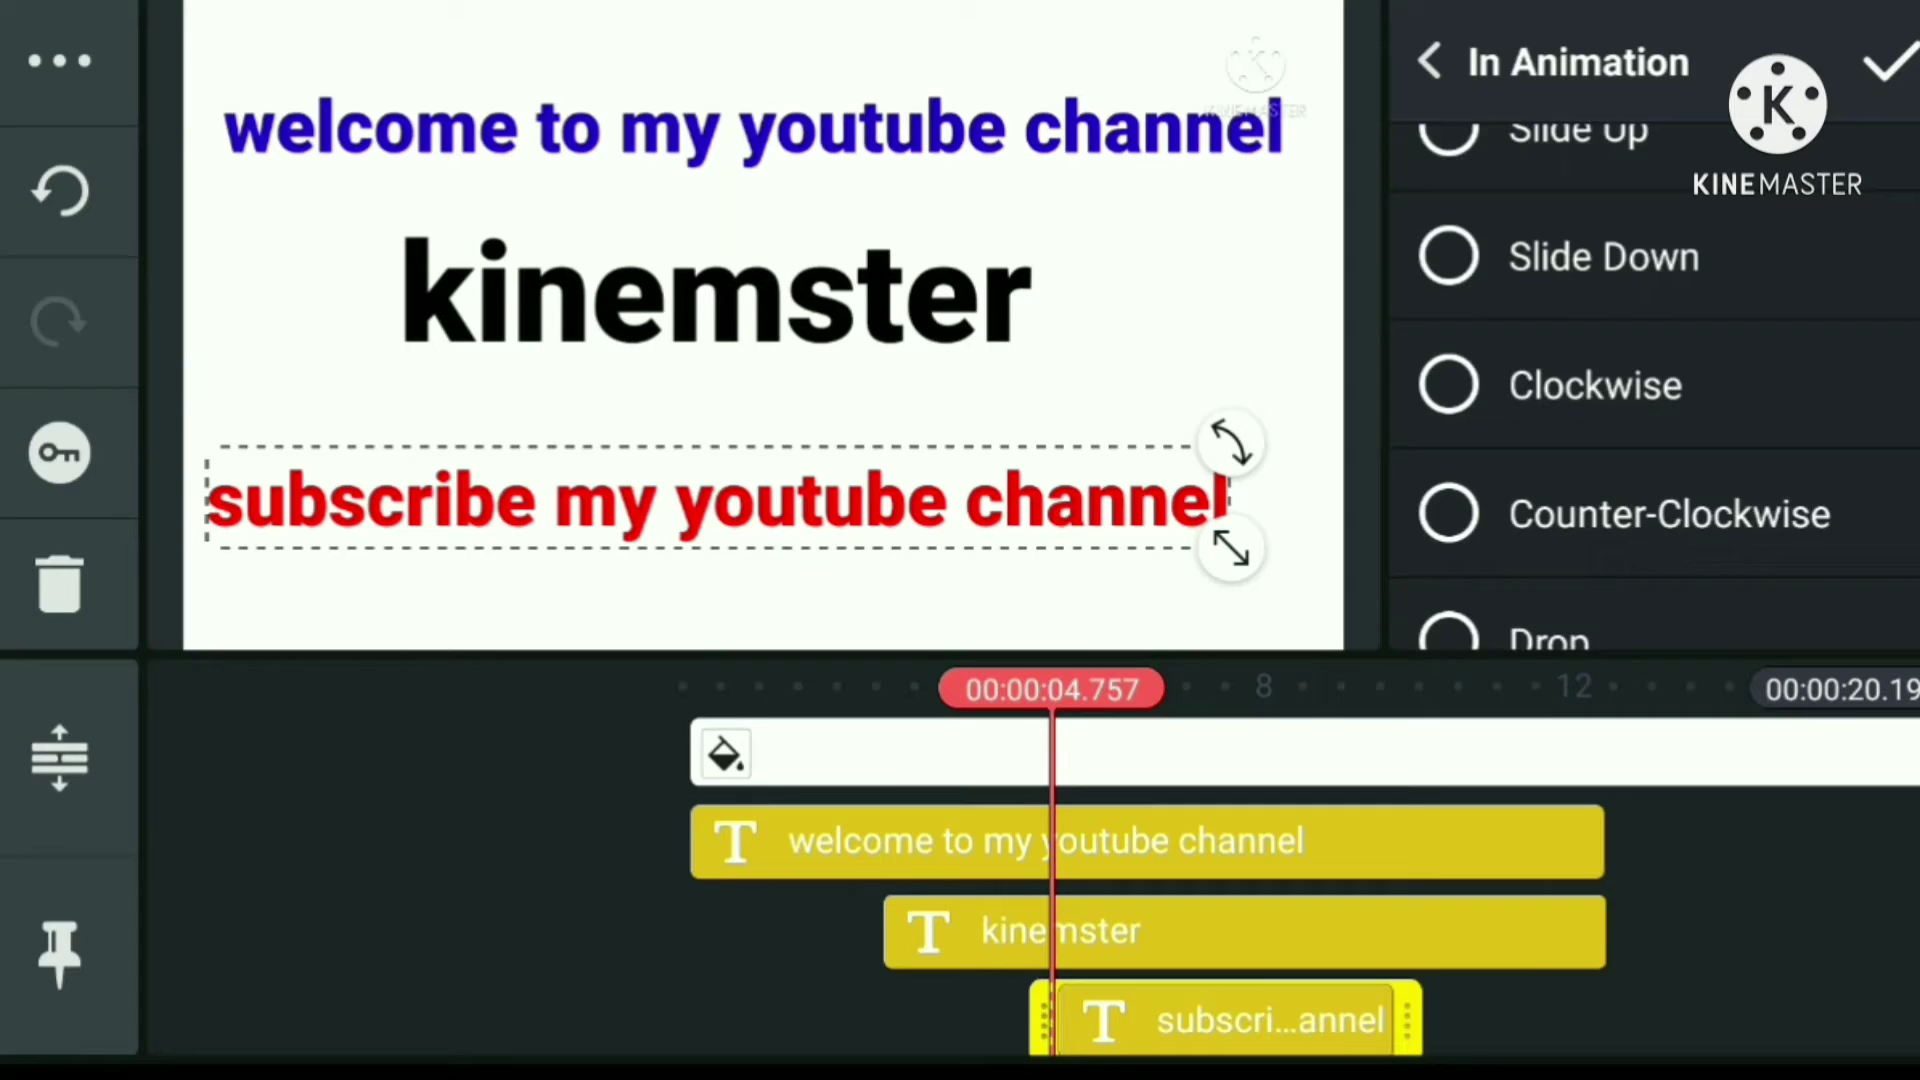 In Animation
KINEMASTER
KINEMASTER
welcome to my youtube channel
Slide Up
kinemster
Slide Down
Clockwise
subscribe my youtube channel
Counter-Clockwise
Drop
00:00:04.757
8
12
00:00:20.19
T welcome to my youtube channel
T kinemster
T subscri...annel